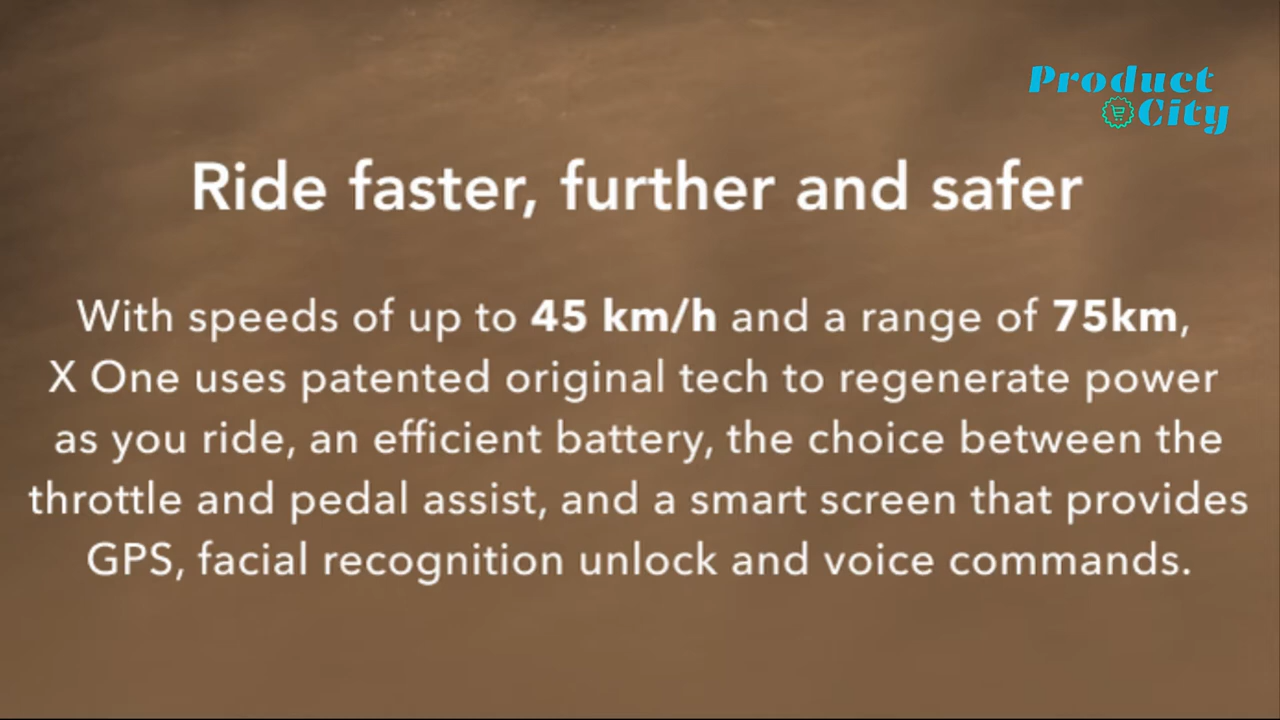 Product
City
Ride faster, further and safer
With speeds of up to 45 km/h and a range of 75km,
X One uses patented original tech to regenerate power
as you ride, an efficient battery, the choice between the
throttle and pedal assist, and a smart screen that provides
GPS, facial recognition unlock and voice commands.